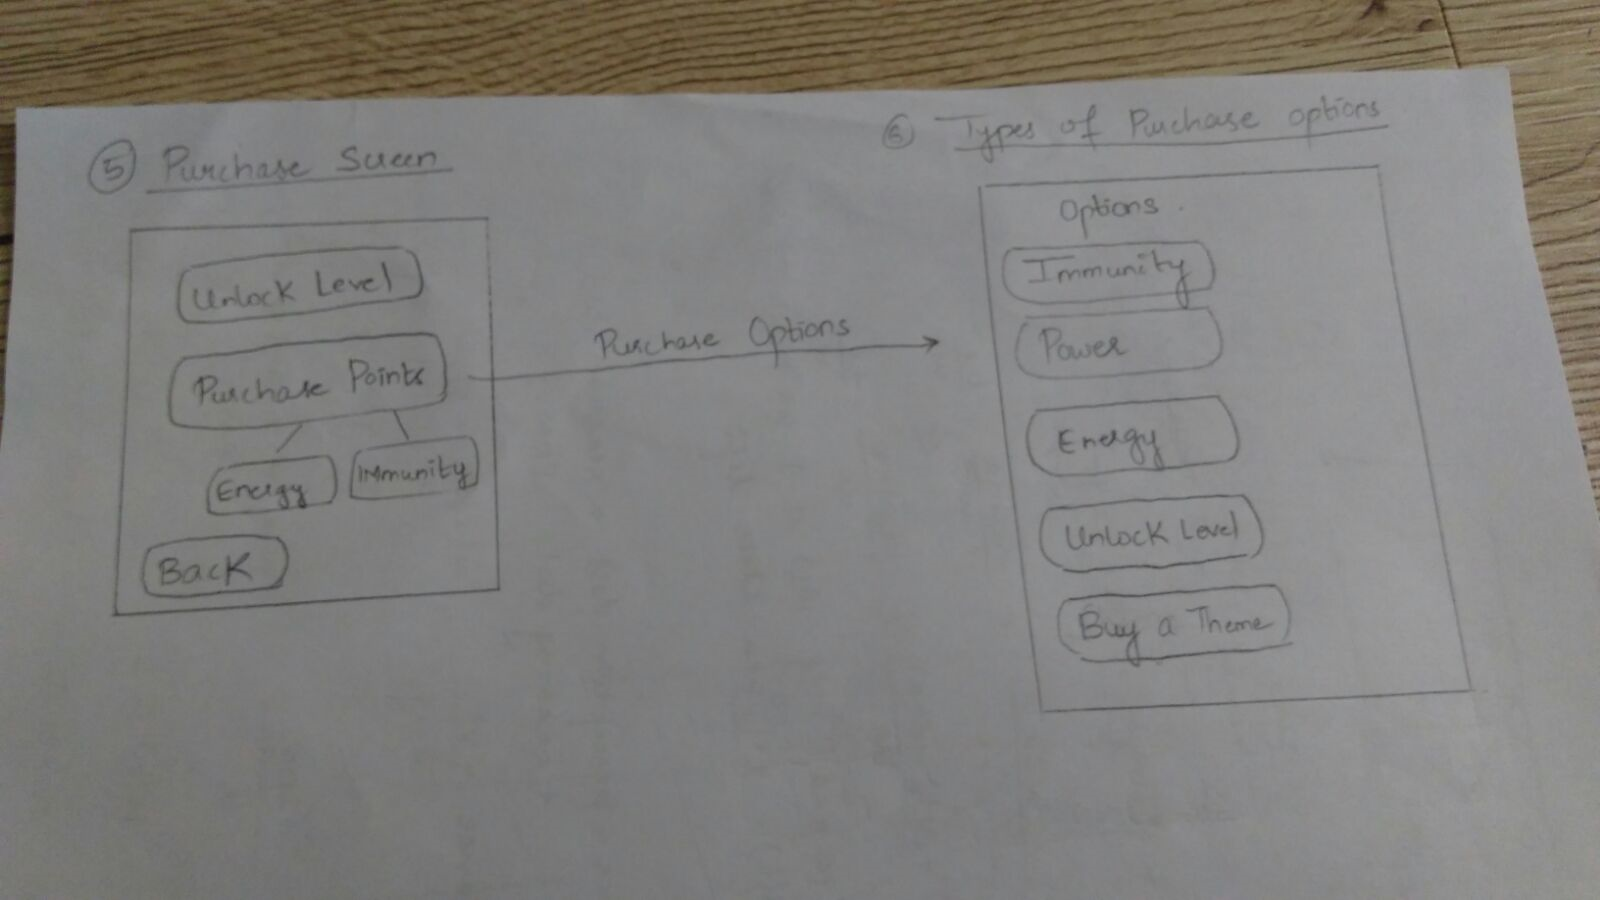 5 Purchase Screen
Unlock Level
Purchase Points
Energy
Immunity
Back
Purchase Options
6 Types of Purchase options
Options
Immunity
Power
Energy
Unlock Level
Buy a Theme